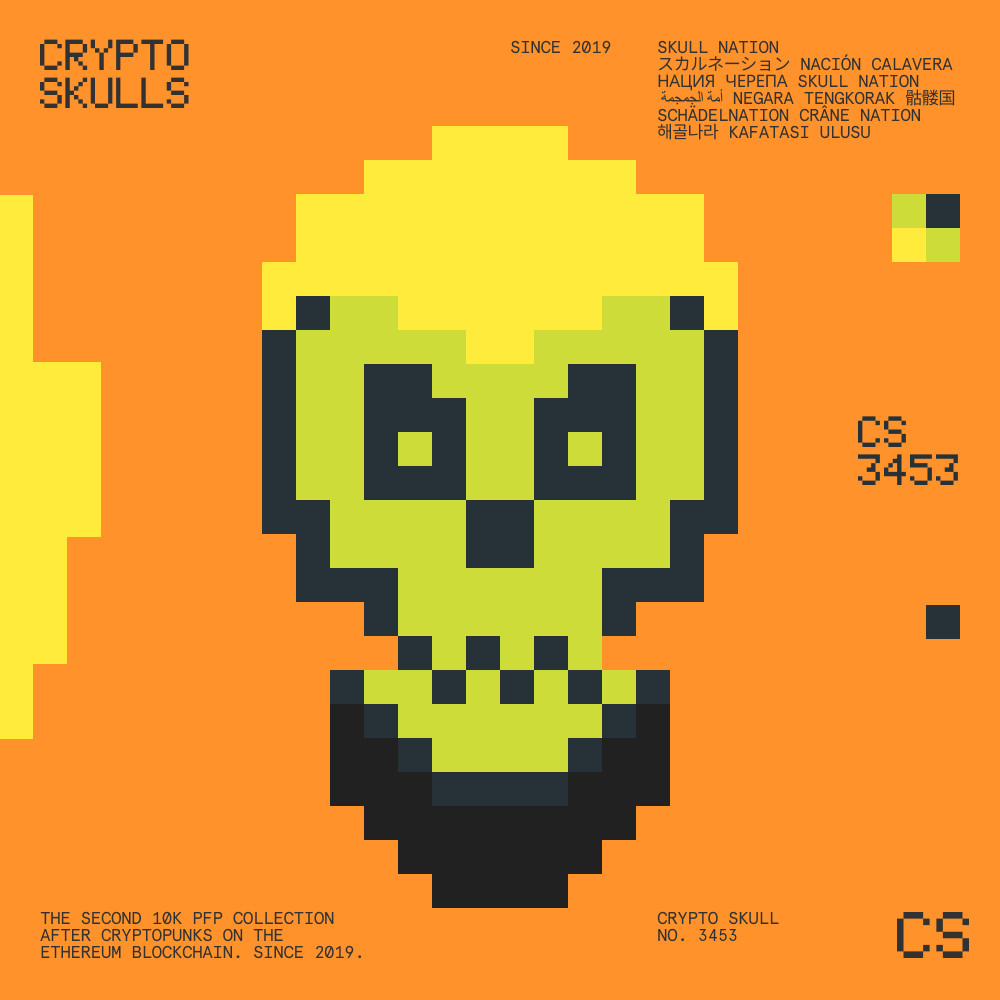 CRYPTO
SKULLS
SINCE 2019
SKULL NATION
スカルネーション NACIÓN CALAVERA
НАЦИЯ ЧЕРЕПА SKULL NATION
أمة الجمجمة NEGARA TENGKORAK 骷髅国
SCHÄDELNATION CRÂNE NATION
해골나라 KAFATASI ULUSU
CS
3453
THE SECOND 10K PFP COLLECTION
AFTER CRYPTOPUNKS ON THE
ETHEREUM BLOCKCHAIN. SINCE 2019.
CRYPTO SKULL
NO. 3453
CS